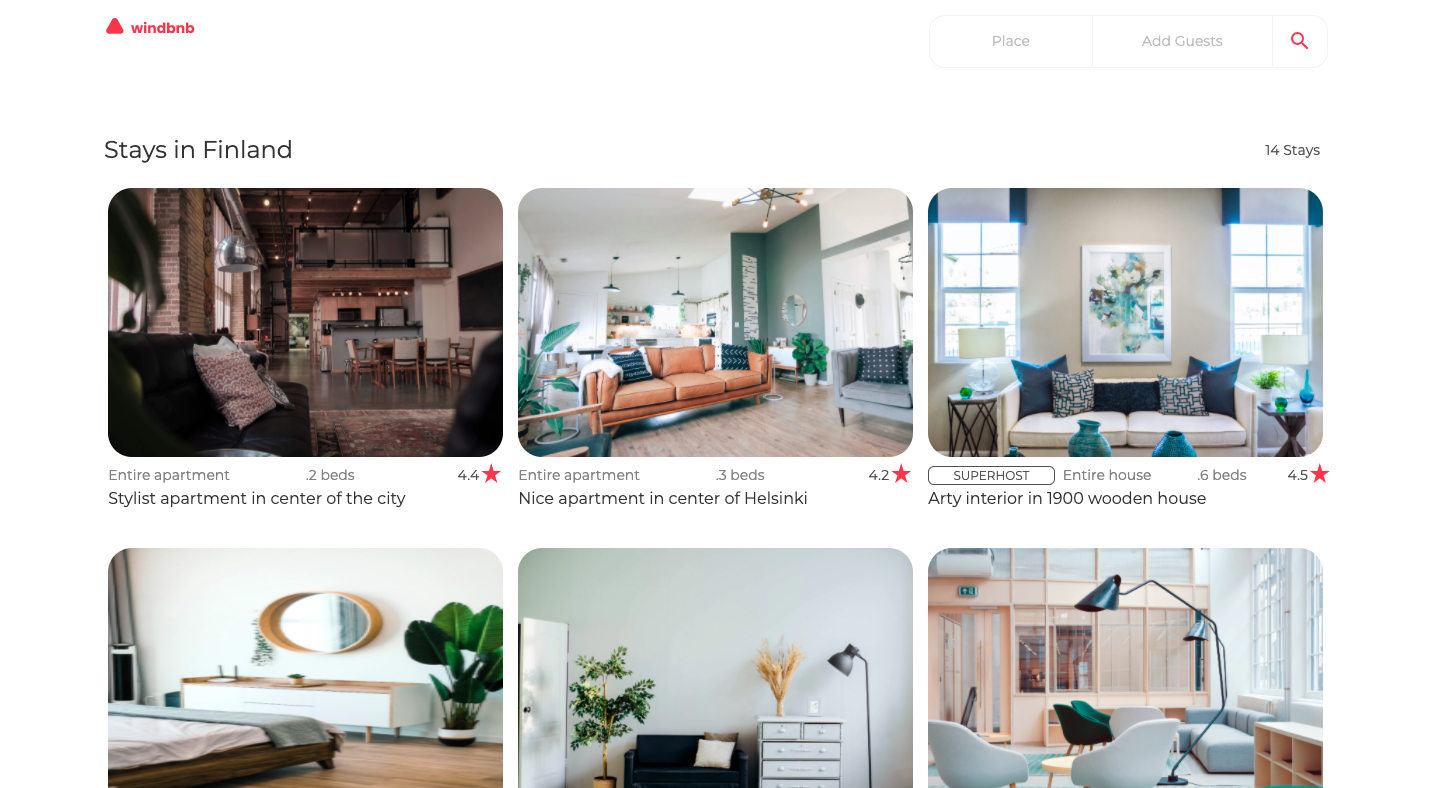 windbnb
Place
Add Guests
Stays in Finland
14 Stays
Entire apartment .2 beds 4.4
Stylist apartment in center of the city
Entire apartment .3 beds 4.2
Nice apartment in center of Helsinki
SUPERHOST Entire house .6 beds 4.5
Arty interior in 1900 wooden house